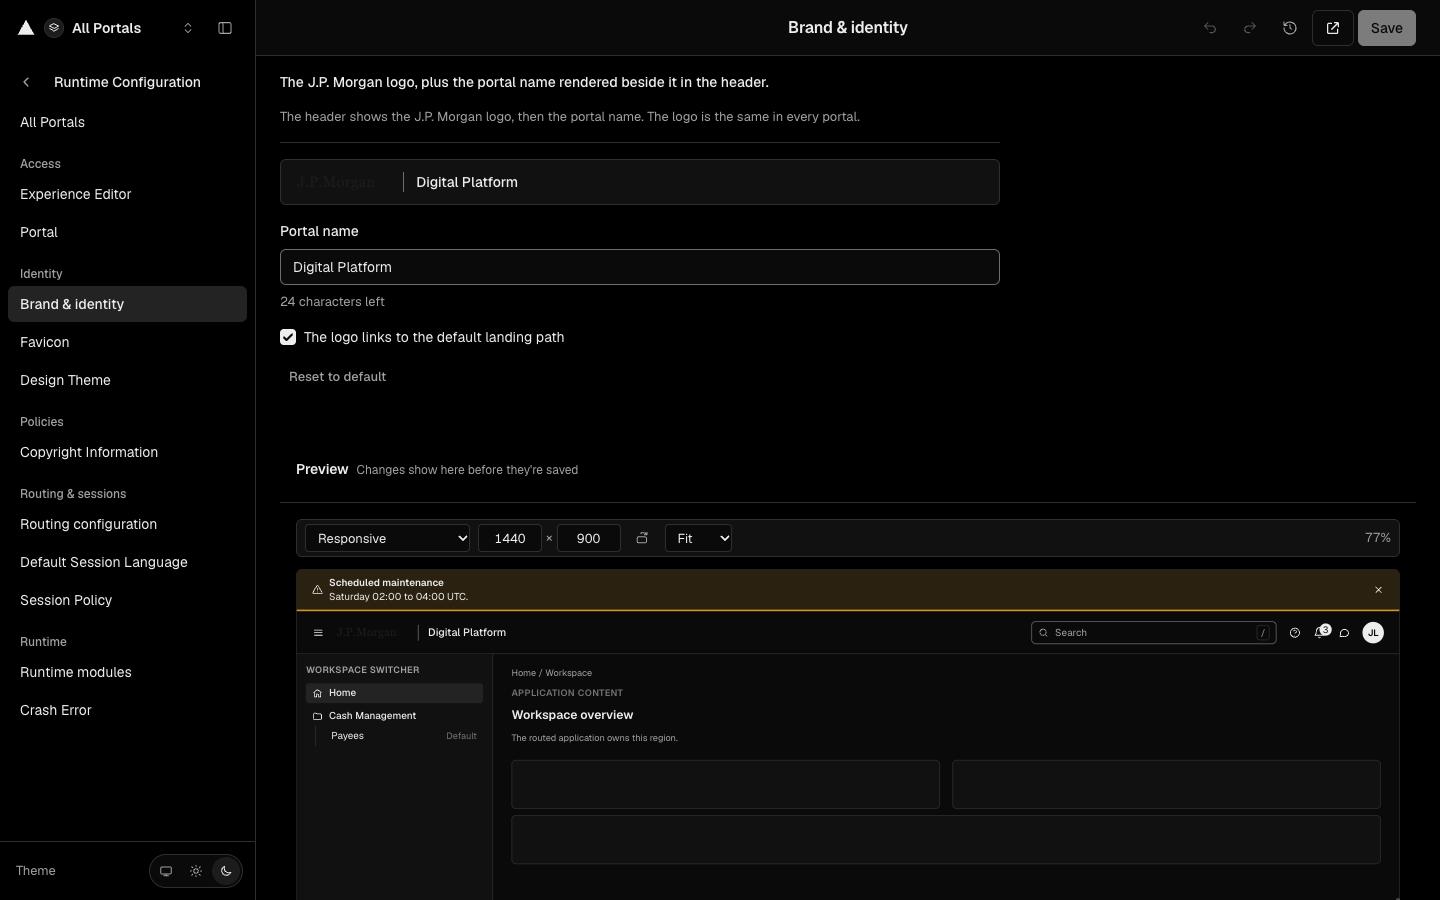 All Portals
Brand & identity
Save
Runtime Configuration
All Portals
Access
Experience Editor
Portal
Identity
Brand & identity
Favicon
Design Theme
Policies
Copyright Information
Routing & sessions
Routing configuration
Default Session Language
Session Policy
Runtime
Runtime modules
Crash Error
Theme
The J.P. Morgan logo, plus the portal name rendered beside it in the header.
The header shows the J.P. Morgan logo, then the portal name. The logo is the same in every portal.
J.P.Morgan
Digital Platform
Portal name
Digital Platform
24 characters left
The logo links to the default landing path
Reset to default
Preview Changes show here before they're saved
Responsive 1440 × 900 Fit 77%
Scheduled maintenance
Saturday 02:00 to 04:00 UTC.
J.P.Morgan Digital Platform Search / 3 JL
WORKSPACE SWITCHER
Home
Cash Management
Payees Default
Home / Workspace
APPLICATION CONTENT
Workspace overview
The routed application owns this region.